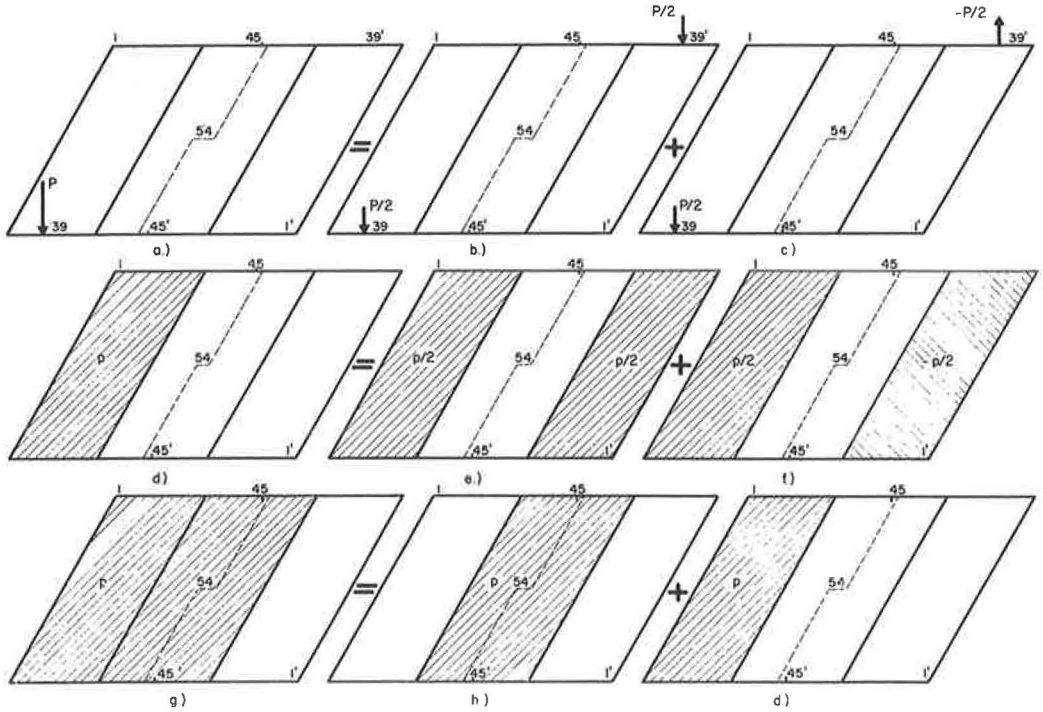 P/2 -P/2
1 45 39' 1 45 39' 1 45 39'
54 54 54
= +
P P/2 P/2
39 45' 1' 39 45' 1' 39 45' 1'
a.) b.) c.)
1 45 1 45 1 45
p 54 = p/2 54 p/2 + p/2 54 p/2
45' 1' 45' 1' 45' 1'
d) e.) f.)
1 45 45 1 45
p 54 = p 54 + p 54
45' 1' 45' 1' 45' 1'
g) h) d)